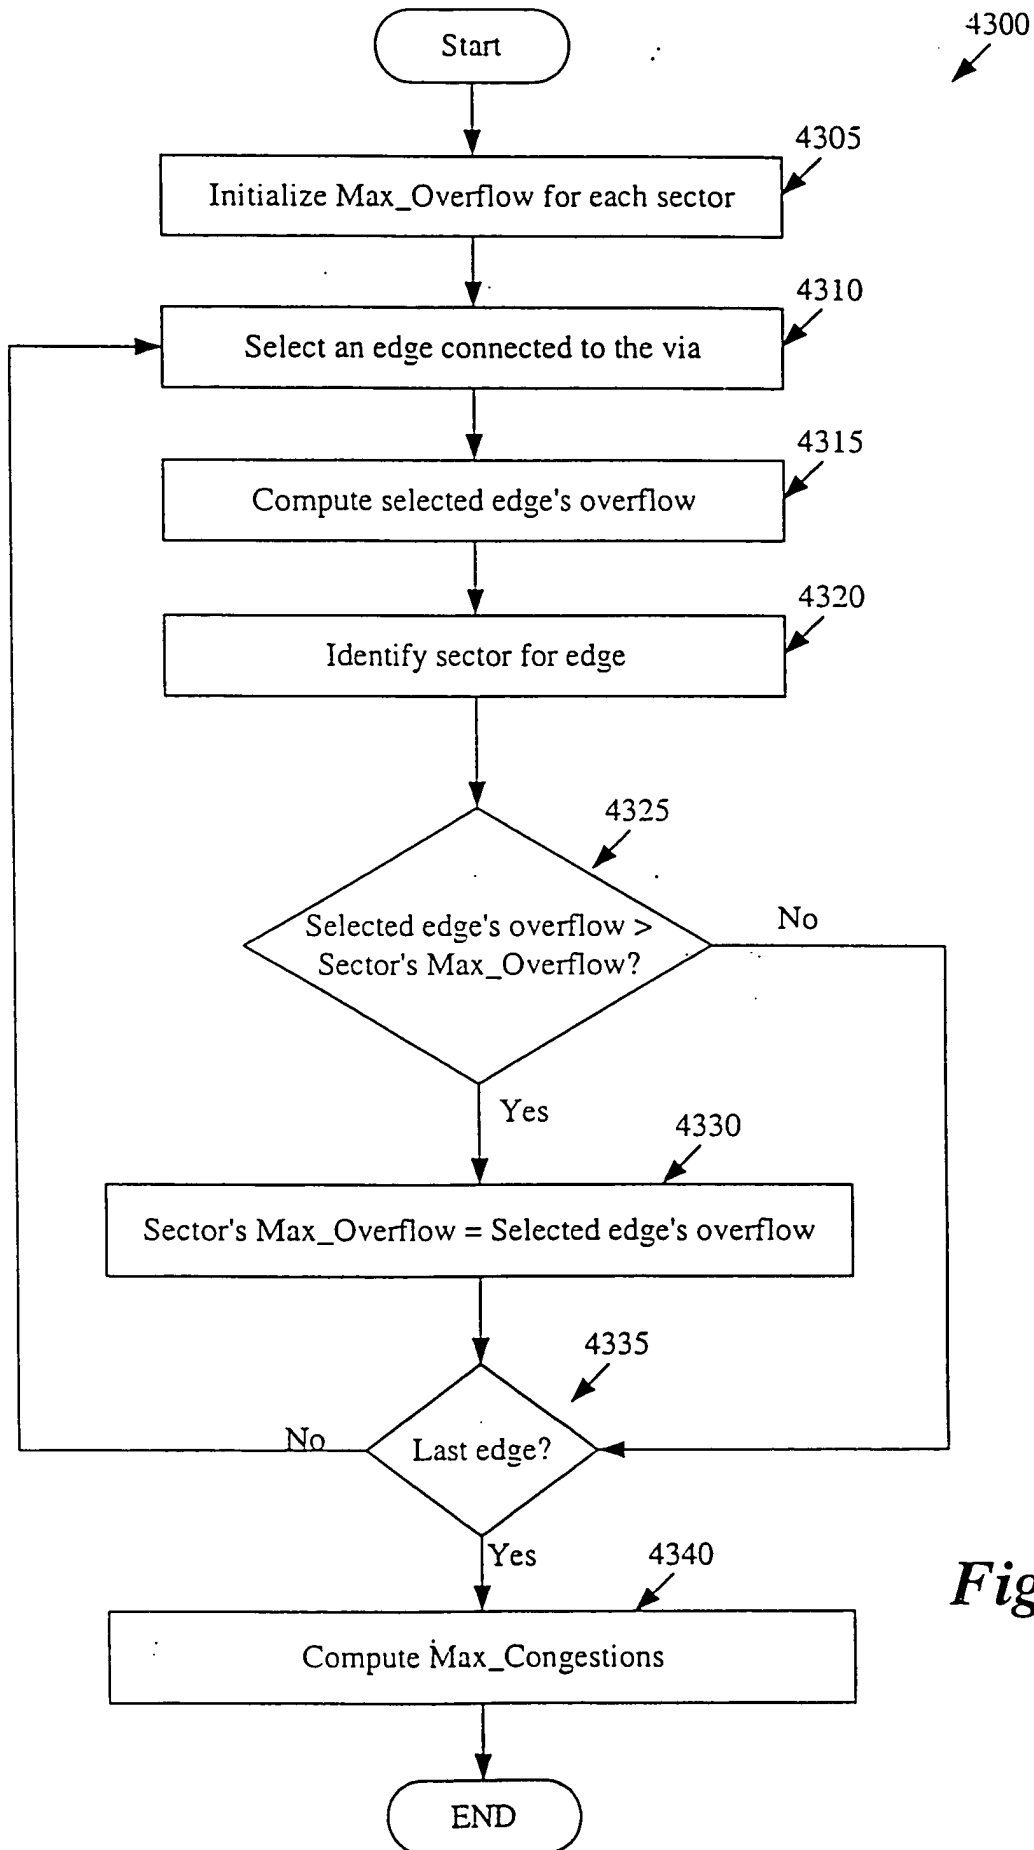 Start
4300
4305
Initialize Max_Overflow for each sector
4310
Select an edge connected to the via
4315
Compute selected edge's overflow
4320
Identify sector for edge
4325
Selected edge's overflow >
Sector's Max_Overflow?
No
Yes
4330
Sector's Max_Overflow = Selected edge's overflow
4335
Last edge?
No
Yes
4340
Compute Max_Congestions
Fig
END